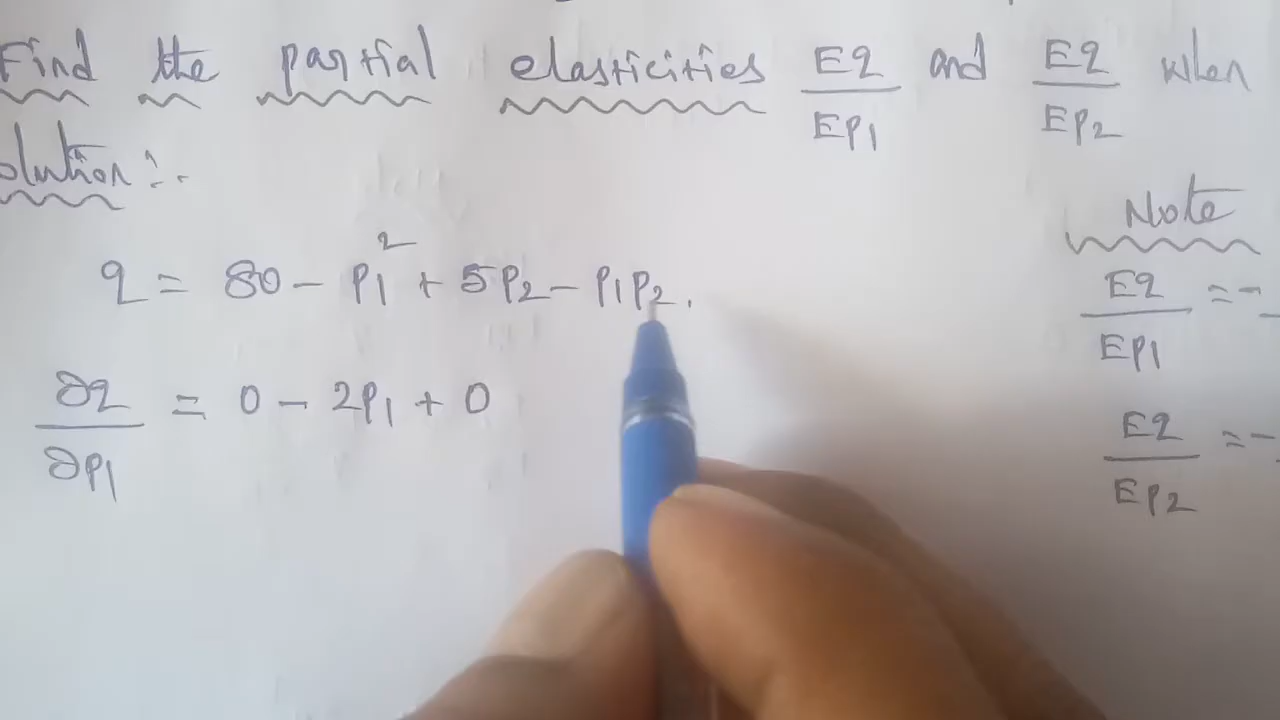 Find the partial elasticities Eq/Ep1 and Eq/Ep2 when
olution:-
Note
q = 80 - p1² + 5p2 - p1p2.
Eq/Ep1 = -
∂q/∂p1 = 0 - 2p1 + 0
Eq/Ep2 = -